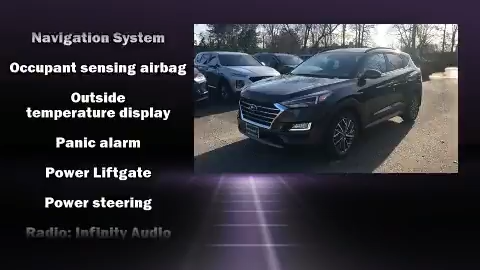 Navigation System
Occupant sensing airbag
Outside
temperature display
Panic alarm
Power Liftgate
Power steering
Radio: Infinity Audio